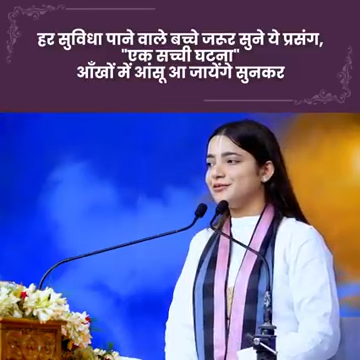 हर सुविधा पाने वाले बच्चे जरूर सुने ये प्रसंग,
"एक सच्ची घटना"
आँखों में आंसू आ जायेंगे सुनकर